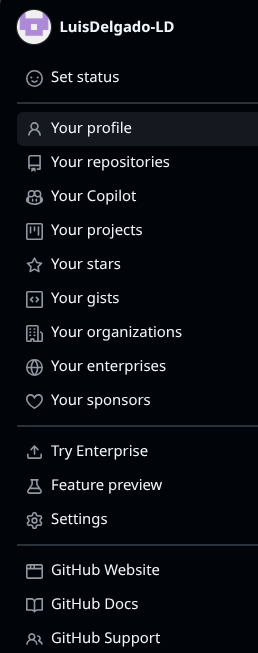 LuisDelgado-LD
Set status
Your profile
Your repositories
Your Copilot
Your projects
Your stars
Your gists
Your organizations
Your enterprises
Your sponsors
Try Enterprise
Feature preview
Settings
GitHub Website
GitHub Docs
GitHub Support